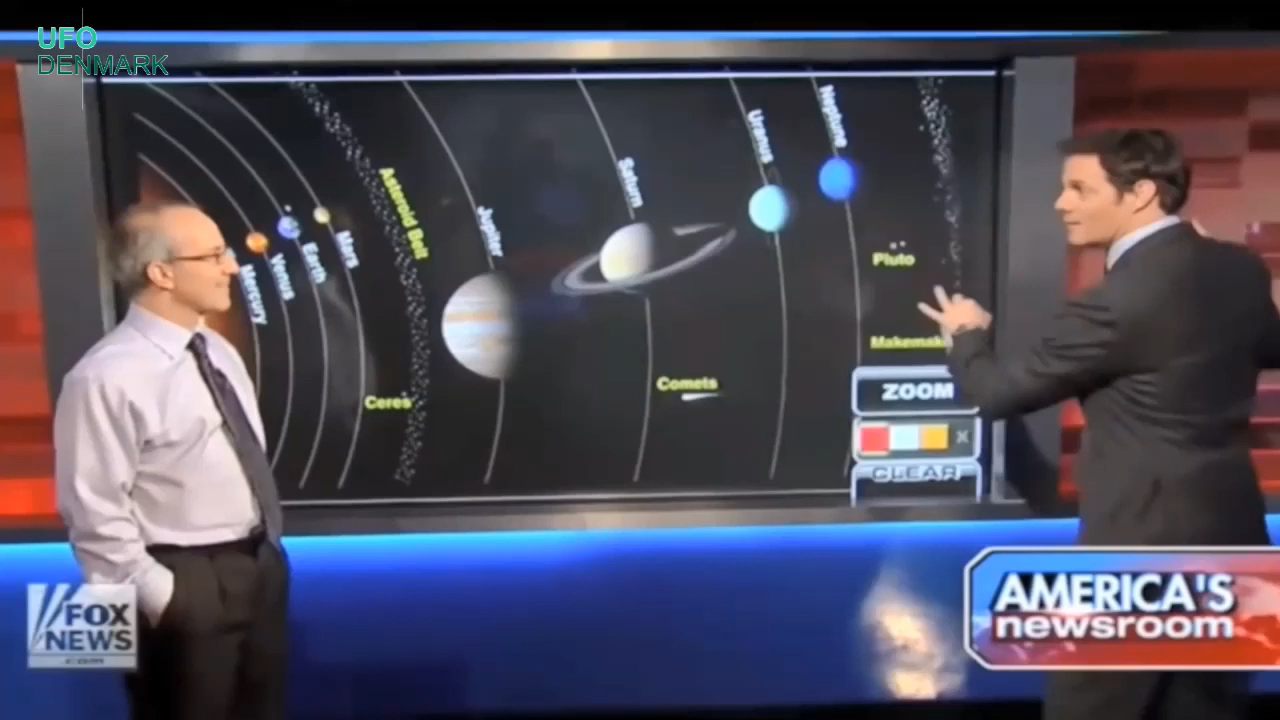 UFO
DENMARK
Mercury
Venus
Earth
Mars
Asteroid Belt
Ceres
Jupiter
Saturn
Comets
Uranus
Neptune
Pluto
ZOOM
X
CLEAR
FOX
NEWS
.com
AMERICA'S
newsroom